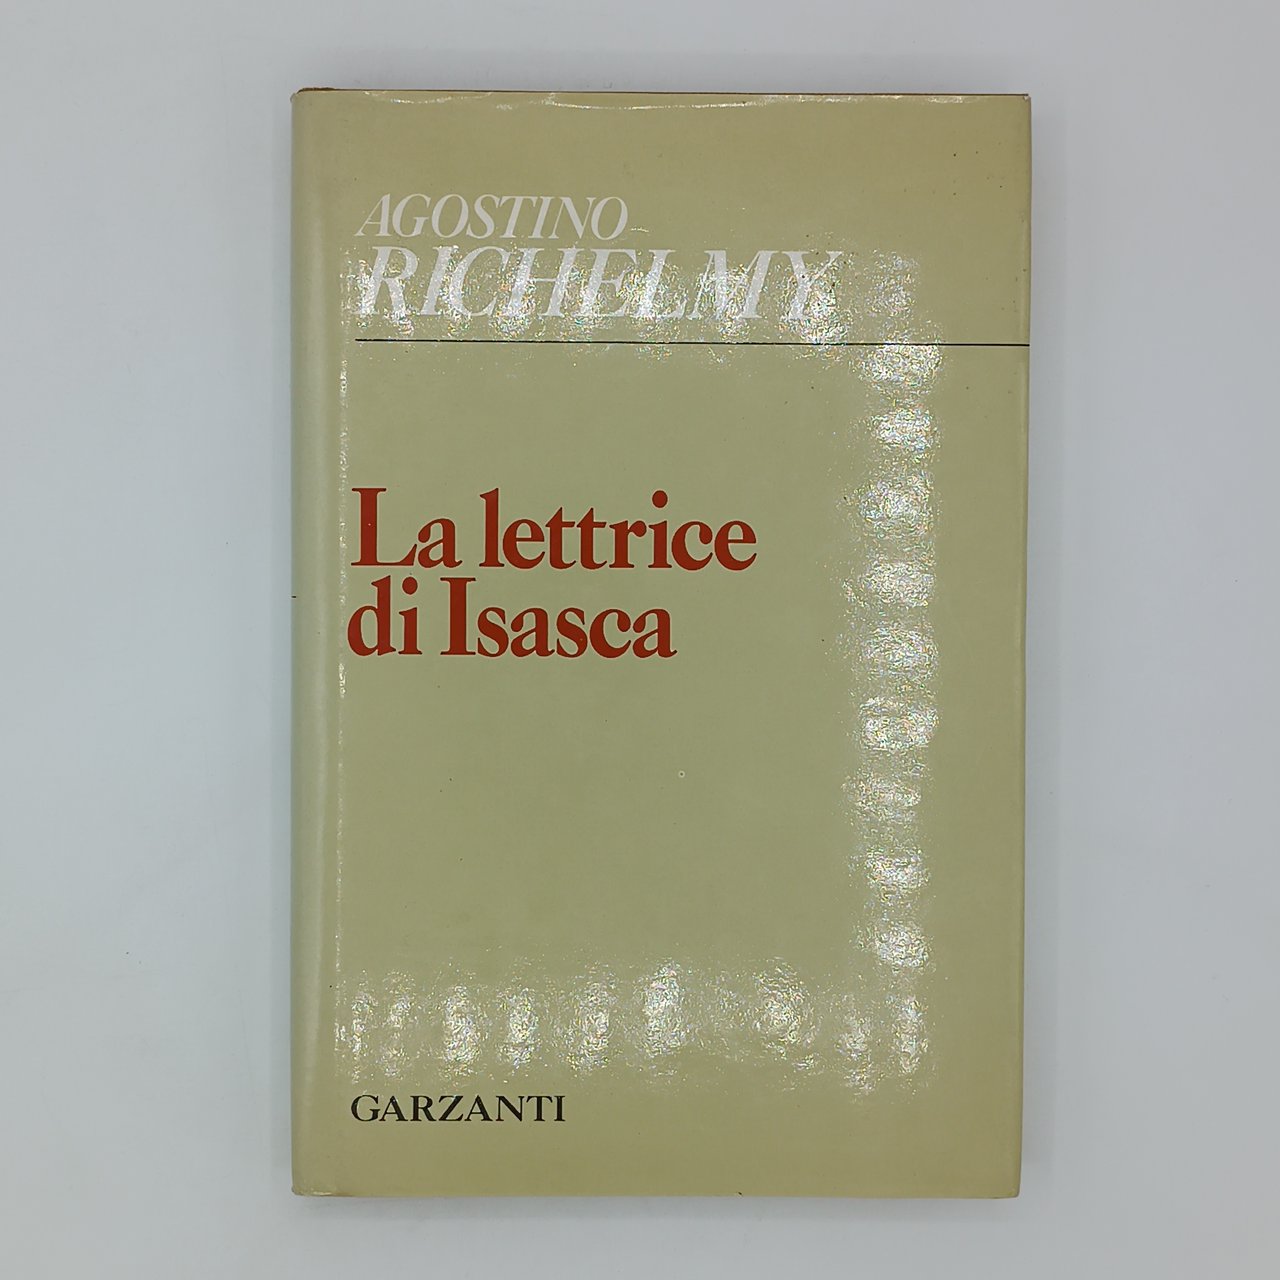 AGOSTINO
RICHELMY
La lettrice
di Isasca
GARZANTI